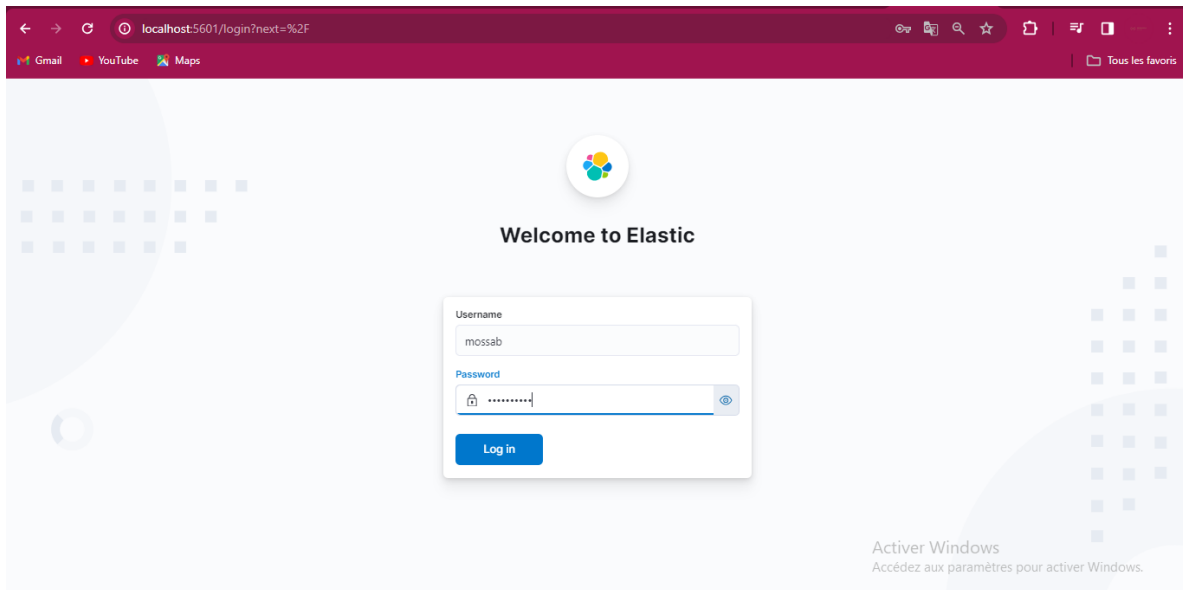 localhost:5601/login?next=%2F
Gmail YouTube Maps Tous les favoris
Welcome to Elastic
Username
mossab
Password
••••••••••
Log in
Activer Windows
Accédez aux paramètres pour activer Windows.